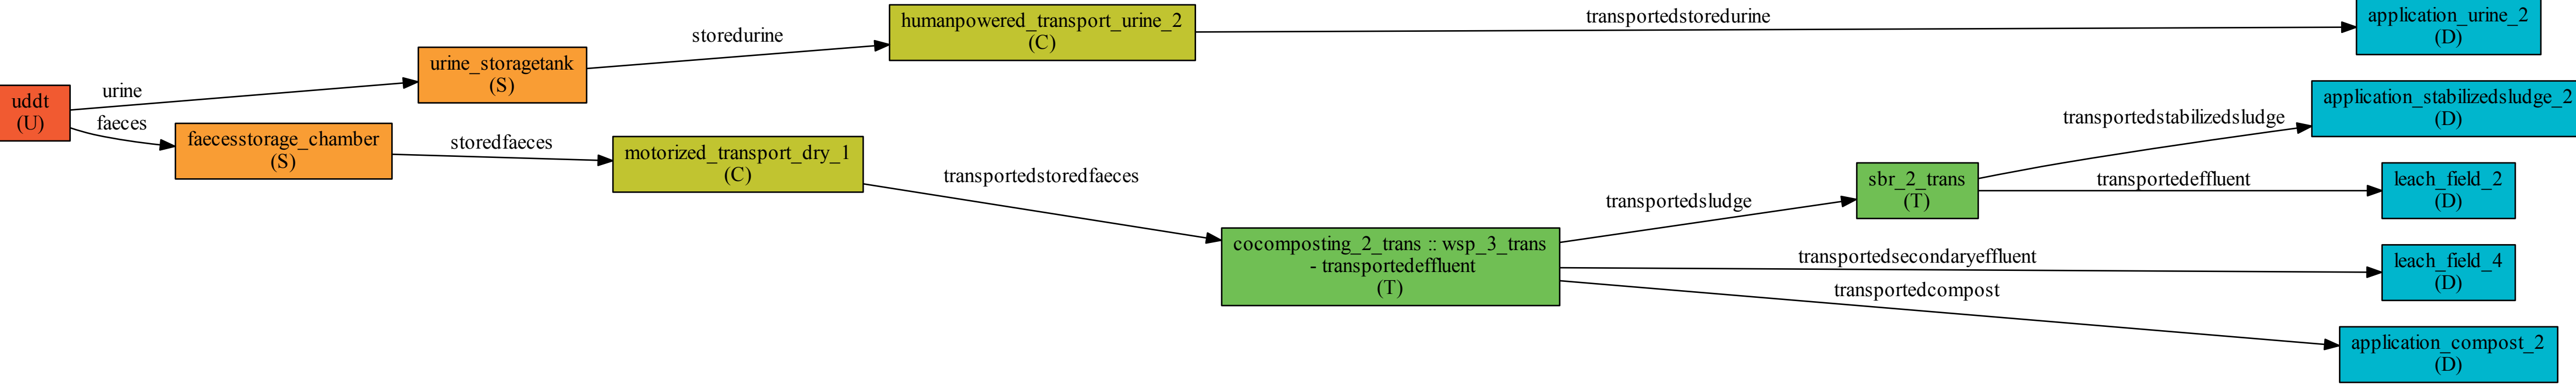 uddt
(U)
urine
faeces
urine_storagetank
(S)
faecesstorage_chamber
(S)
storedurine
storedfaeces
humanpowered_transport_urine_2
(C)
motorized_transport_dry_1
(C)
transportedstoredurine
transportedstoredfaeces
cocomposting_2_trans :: wsp_3_trans
- transportedeffluent
(T)
transportedsludge
transportedsecondaryeffluent
transportedcompost
sbr_2_trans
(T)
transportedstabilizedsludge
transportedeffluent
application_urine_2
(D)
application_stabilizedsludge_2
(D)
leach_field_2
(D)
leach_field_4
(D)
application_compost_2
(D)